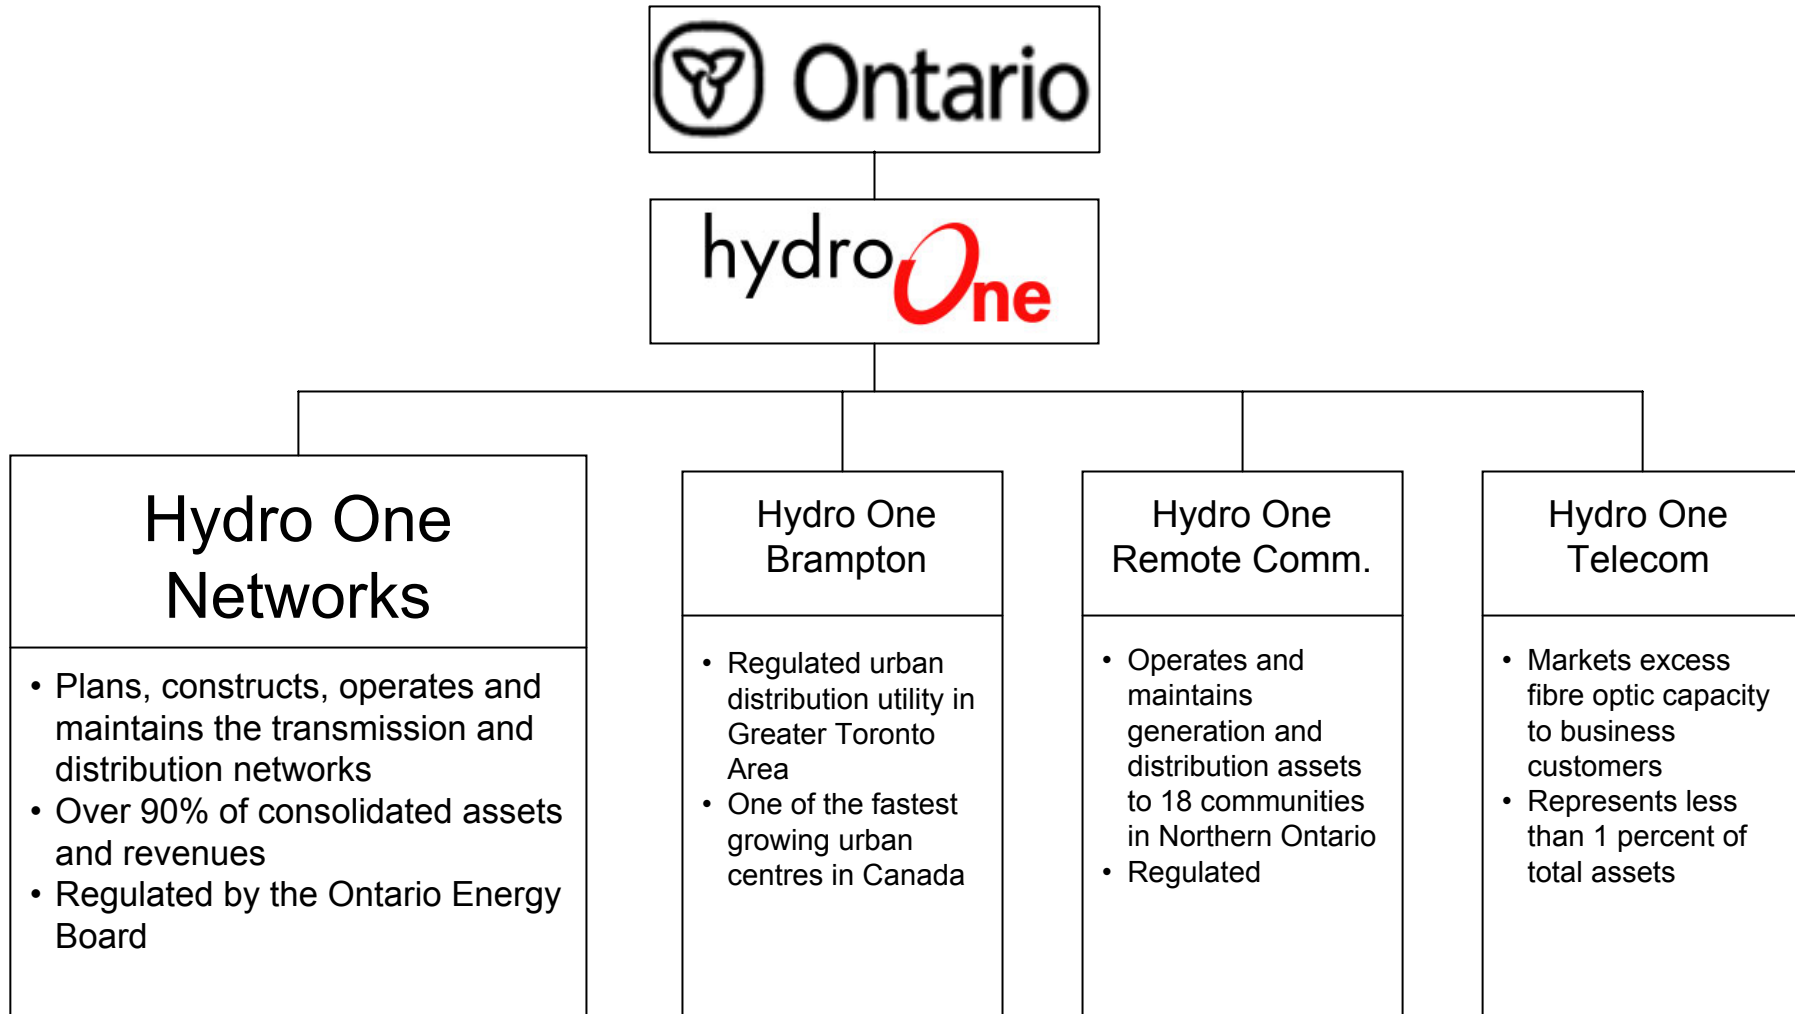 Ontario
hydroOne
Hydro One
Networks
• Plans, constructs, operates and
maintains the transmission and
distribution networks
• Over 90% of consolidated assets
and revenues
• Regulated by the Ontario Energy
Board
Hydro One
Brampton
• Regulated urban
distribution utility in
Greater Toronto
Area
• One of the fastest
growing urban
centres in Canada
Hydro One
Remote Comm.
• Operates and
maintains
generation and
distribution assets
to 18 communities
in Northern Ontario
• Regulated
Hydro One
Telecom
• Markets excess
fibre optic capacity
to business
customers
• Represents less
than 1 percent of
total assets